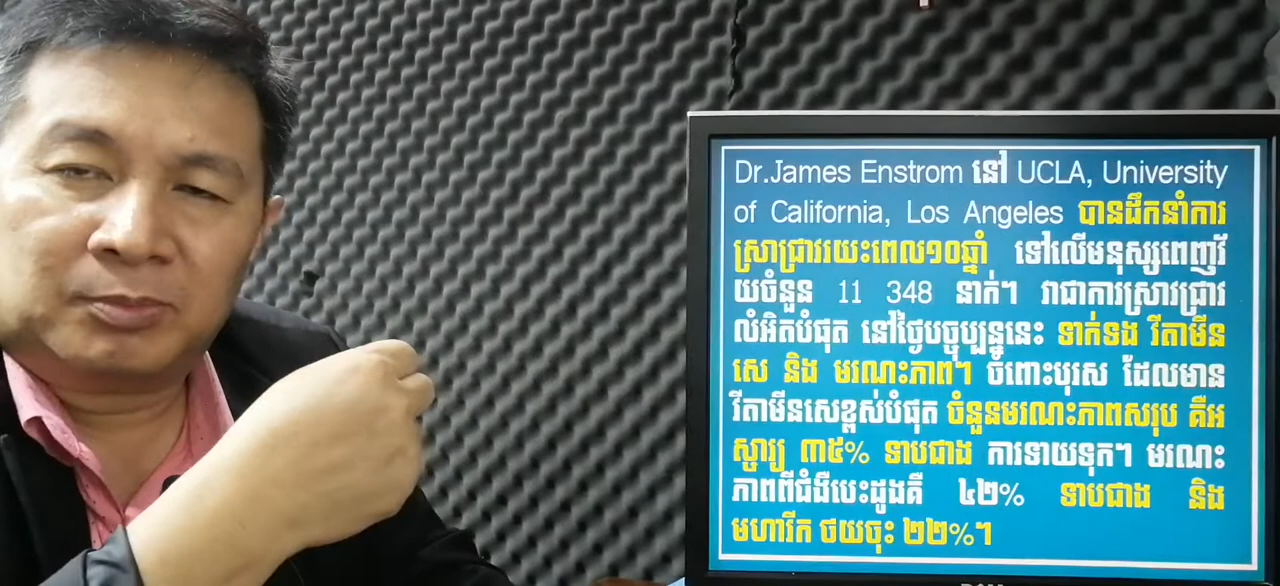 Dr.James Enstrom នៅ UCLA, University
of California, Los Angeles បានដឹកនាំការ
ស្រាជ្រាវរយះពេល១០ឆ្នាំ ទៅលើមនុស្សពេញវ័
យចំនួន 11 348 នាក់។ វាជាការស្រាវជ្រាវ
លំអិតបំផុត នៅថ្ងៃបច្ចុប្បន្ននេះ ទាក់ទង វីតាមីន
សេ និង មរណះភាព។ ចំពោះបុរស ដែលមាន
វីតាមីនសេខ្ពស់បំផុត ចំនួនមរណះភាពសរុប គឺអ
ស្ចារ្យ ៣៥% ទាបជាង ការទាយទុក។ មរណះ
ភាពពីជំងឺបេះដូងគឺ ៤២% ទាបជាង និង
មហារីក ថយចុះ ២២%។